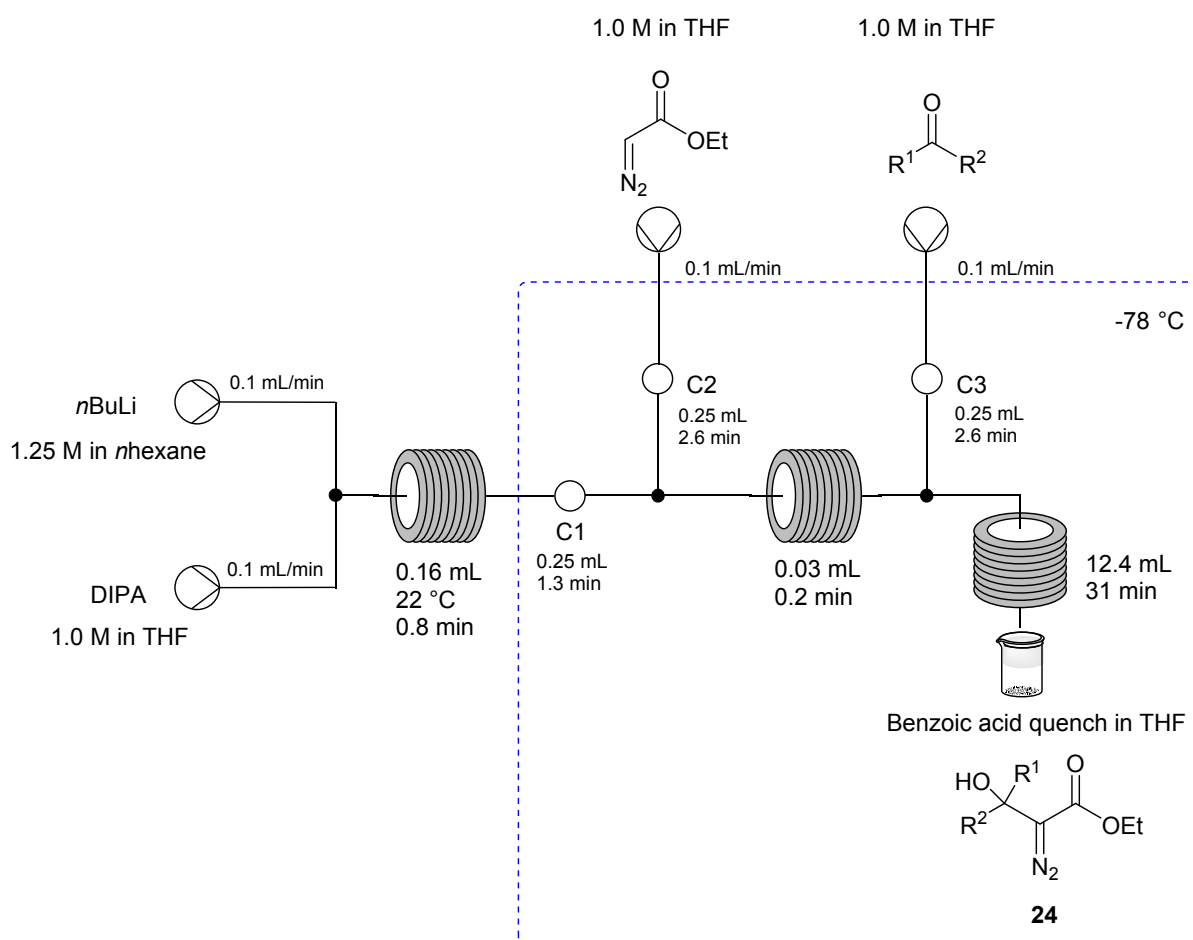 1.0 M in THF
1.0 M in THF
O
OEt
N2
O
R1
R2
0.1 mL/min
0.1 mL/min
-78 °C
nBuLi
0.1 mL/min
1.25 M in nhexane
C2
0.25 mL
2.6 min
C3
0.25 mL
2.6 min
DIPA
0.1 mL/min
1.0 M in THF
0.16 mL
22 °C
0.8 min
C1
0.25 mL
1.3 min
0.03 mL
0.2 min
12.4 mL
31 min
Benzoic acid quench in THF
HO
R1
O
R2
OEt
N2
24